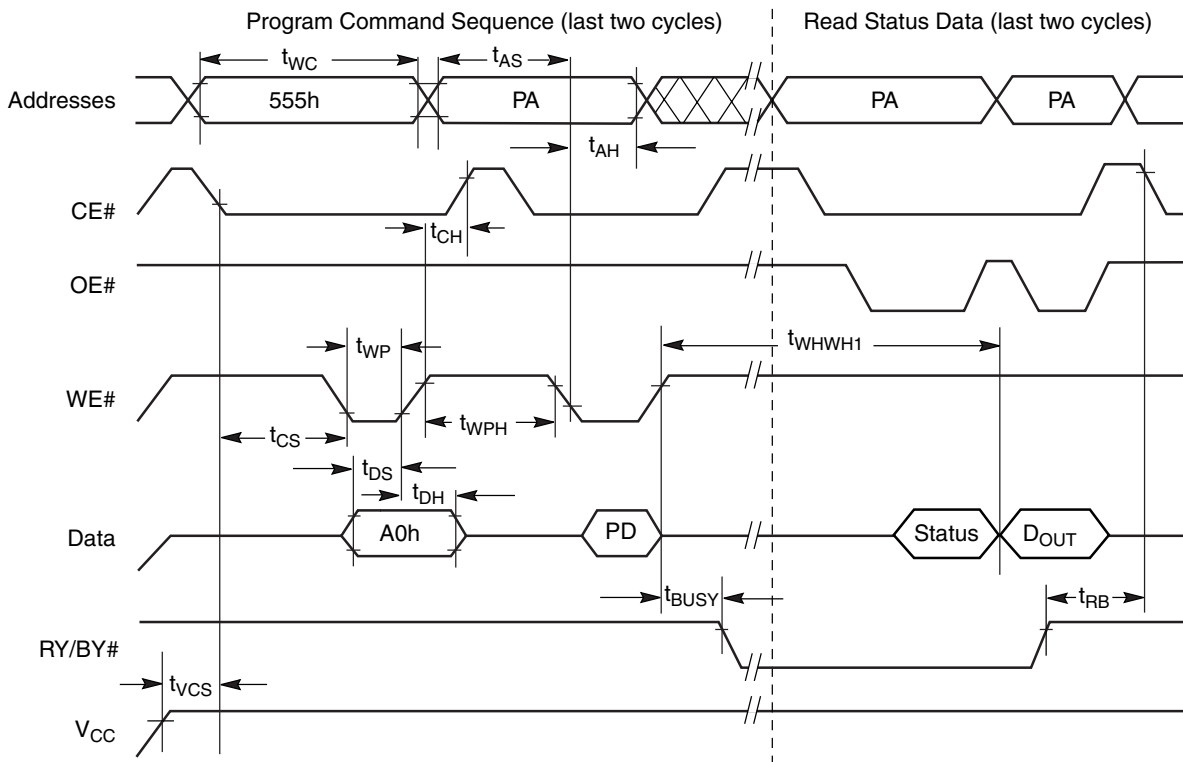 Program Command Sequence (last two cycles)
Read Status Data (last two cycles)
tWC
tAS
Addresses
555h
PA
PA
PA
tAH
CE#
tCH
OE#
tWP
tWHWH1
WE#
tCS
tWPH
tDS
tDH
Data
A0h
PD
Status
DOUT
tBUSY
tRB
RY/BY#
tVCS
VCC